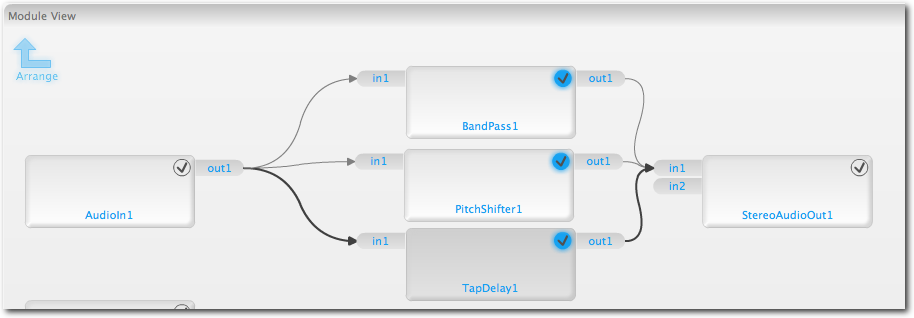 Module View
Arrange
in1
out1
BandPass1
in1
out1
PitchShifter1
out1
AudioIn1
in1
in2
StereoAudioOut1
in1
out1
TapDelay1